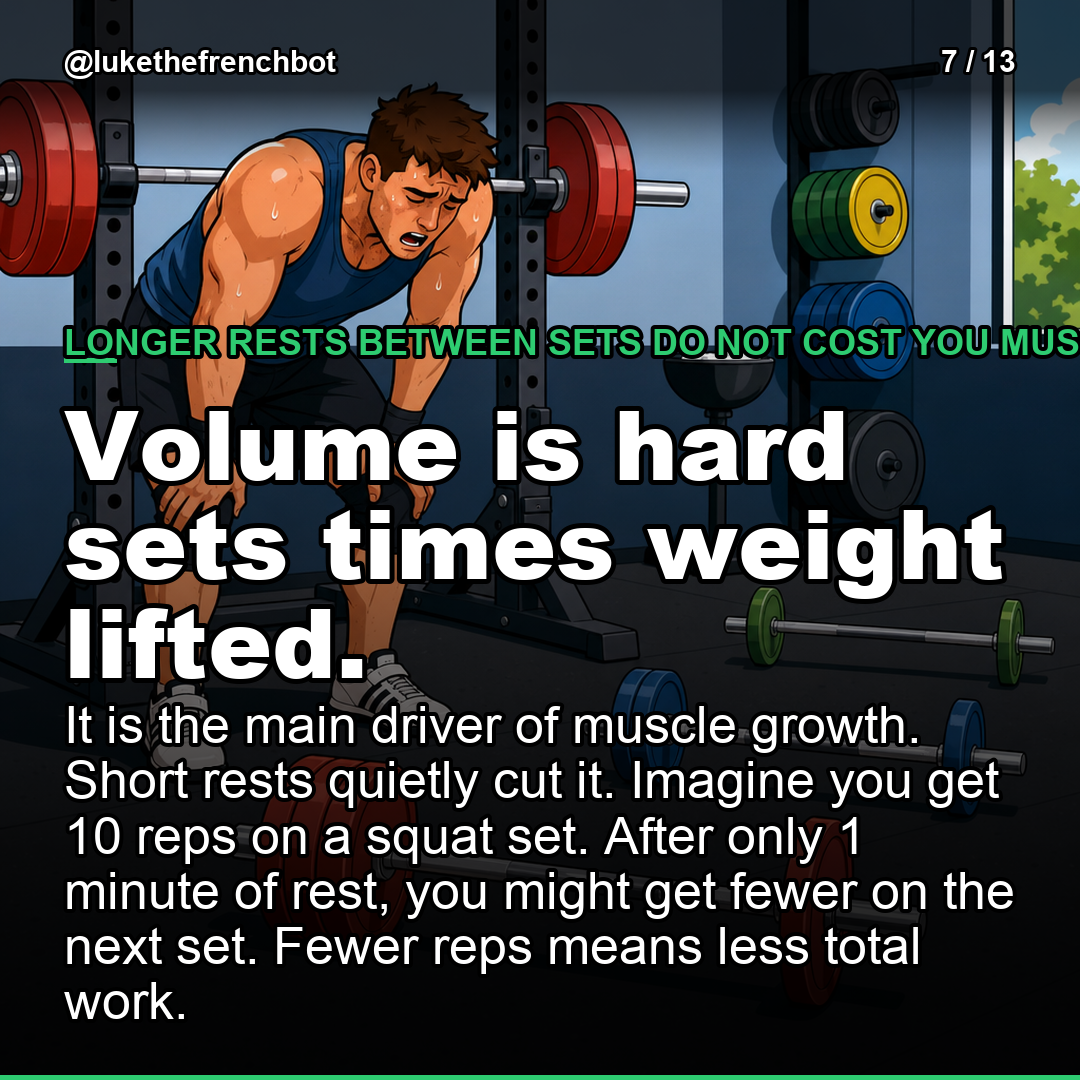 @lukethefrenchbot
7 / 13
LONGER RESTS BETWEEN SETS DO NOT COST YOU MUS
Volume is hard
sets times weight
lifted.
It is the main driver of muscle growth.
Short rests quietly cut it. Imagine you get
10 reps on a squat set. After only 1
minute of rest, you might get fewer on the
next set. Fewer reps means less total
work.